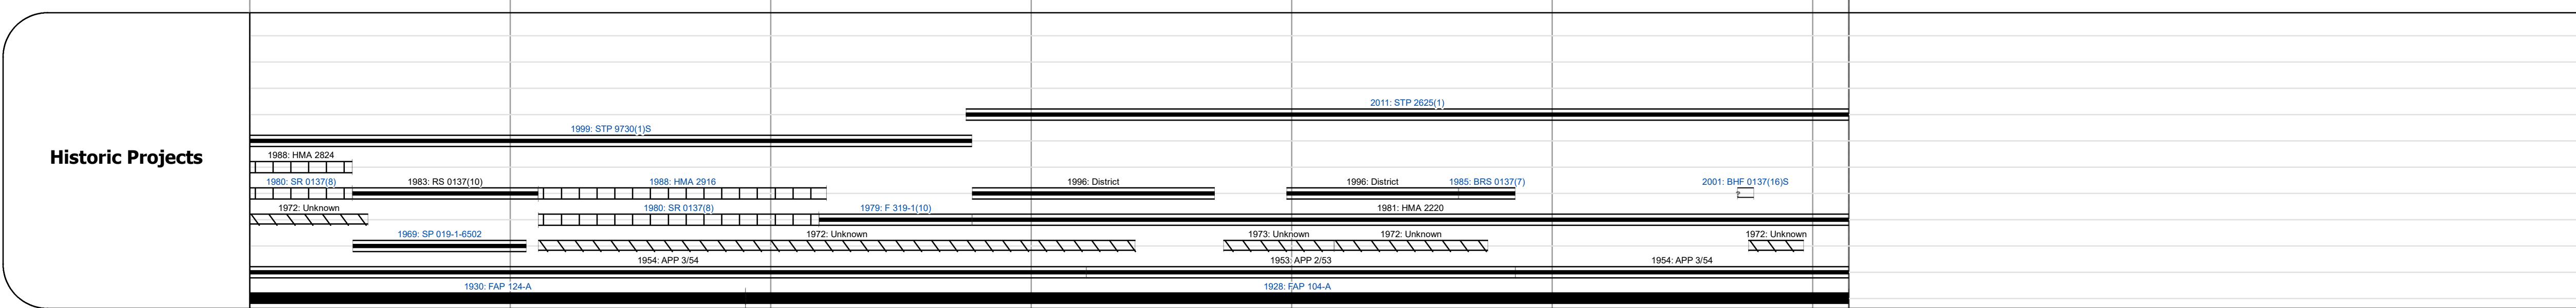 2011: STP 2625(1)
1999: STP 9730(1)S
Historic Projects
1988: HMA 2824
1980: SR 0137(8) 1983: RS 0137(10) 1988: HMA 2916 1996: District 1996: District 1985: BRS 0137(7) 2001: BHF 0137(16)S
1972: Unknown 1980: SR 0137(8) 1979: F 319-1(10) 1981: HMA 2220
1969: SP 019-1-6502 1972: Unknown 1973: Unknown 1972: Unknown 1972: Unknown
1954: APP 3/54 1953: APP 2/53 1954: APP 3/54
1930: FAP 124-A 1928: FAP 104-A